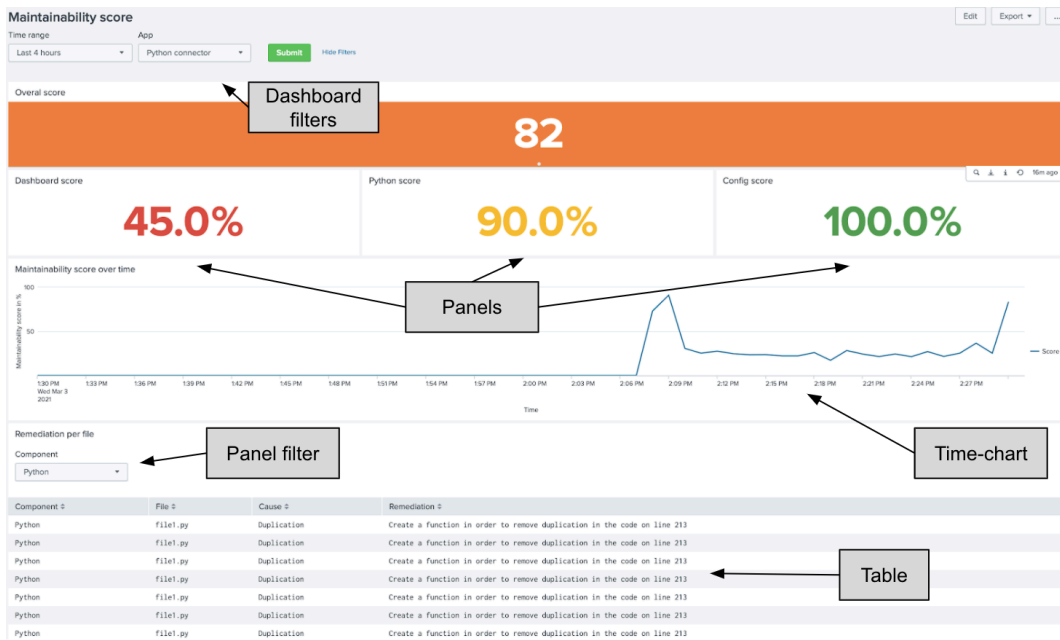 Maintainability score
Edit Export ...
Time range App
Last 4 hours Python connector Submit Hide Filters
Dashboard filters
Overal score
82
16m ago
Dashboard score Python score Config score
45.0% 90.0% 100.0%
Panels
Maintainability score over time
Maintainability score in %
100
50
Score
1:30 PM 1:33 PM 1:36 PM 1:39 PM 1:42 PM 1:45 PM 1:48 PM 1:51 PM 1:54 PM 1:57 PM 2:00 PM 2:03 PM 2:06 PM 2:09 PM 2:12 PM 2:15 PM 2:18 PM 2:21 PM 2:24 PM 2:27 PM
Wed Mar 3
2021
Time
Time-chart
Remediation per file
Component
Python
Panel filter
Component File Cause Remediation
Python file1.py Duplication Create a function in order to remove duplication in the code on line 213
Python file1.py Duplication Create a function in order to remove duplication in the code on line 213
Python file1.py Duplication Create a function in order to remove duplication in the code on line 213
Python file1.py Duplication Create a function in order to remove duplication in the code on line 213
Python file1.py Duplication Create a function in order to remove duplication in the code on line 213
Python file1.py Duplication Create a function in order to remove duplication in the code on line 213
Python file1.py Duplication Create a function in order to remove duplication in the code on line 213
Table